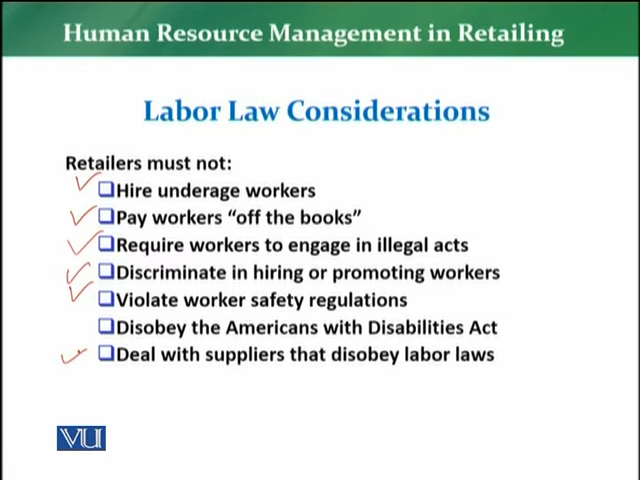 Human Resource Management in Retailing
Labor Law Considerations
Retailers must not:
Hire underage workers
Pay workers “off the books”
Require workers to engage in illegal acts
Discriminate in hiring or promoting workers
Violate worker safety regulations
Disobey the Americans with Disabilities Act
Deal with suppliers that disobey labor laws
VU